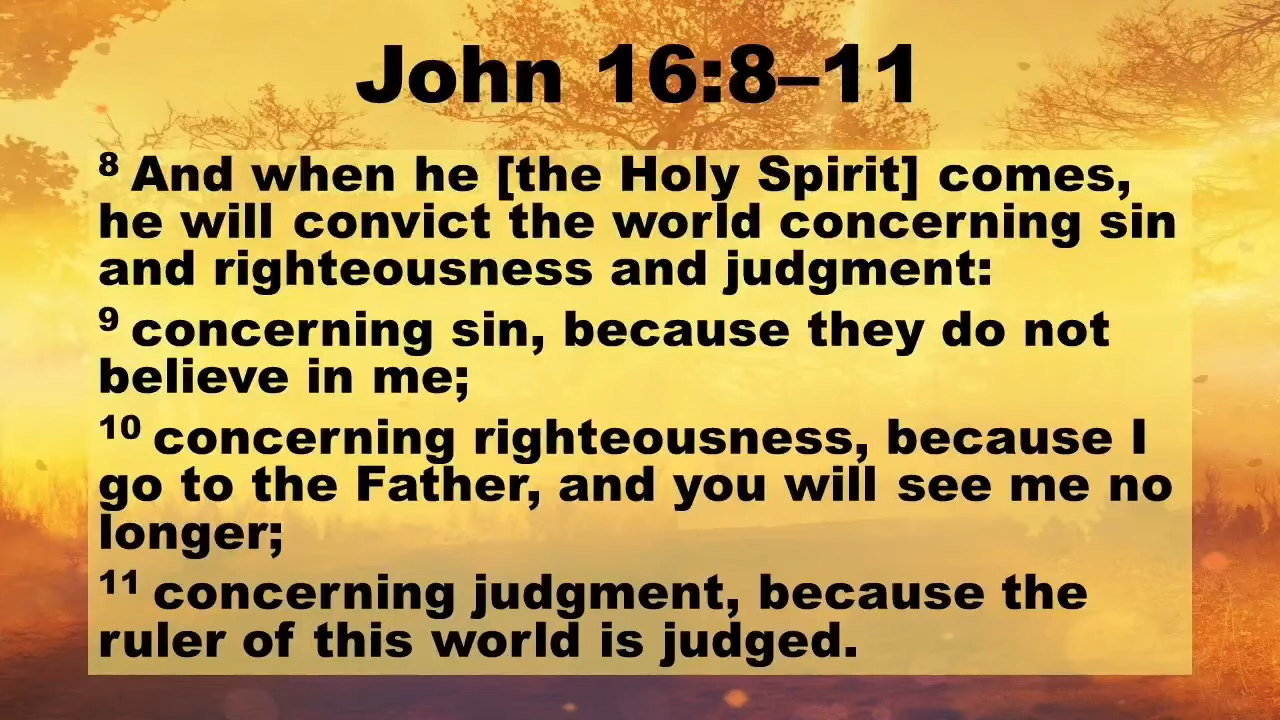 John 16:8–11
8 And when he [the Holy Spirit] comes,
he will convict the world concerning sin
and righteousness and judgment:
9 concerning sin, because they do not
believe in me;
10 concerning righteousness, because I
go to the Father, and you will see me no
longer;
11 concerning judgment, because the
ruler of this world is judged.